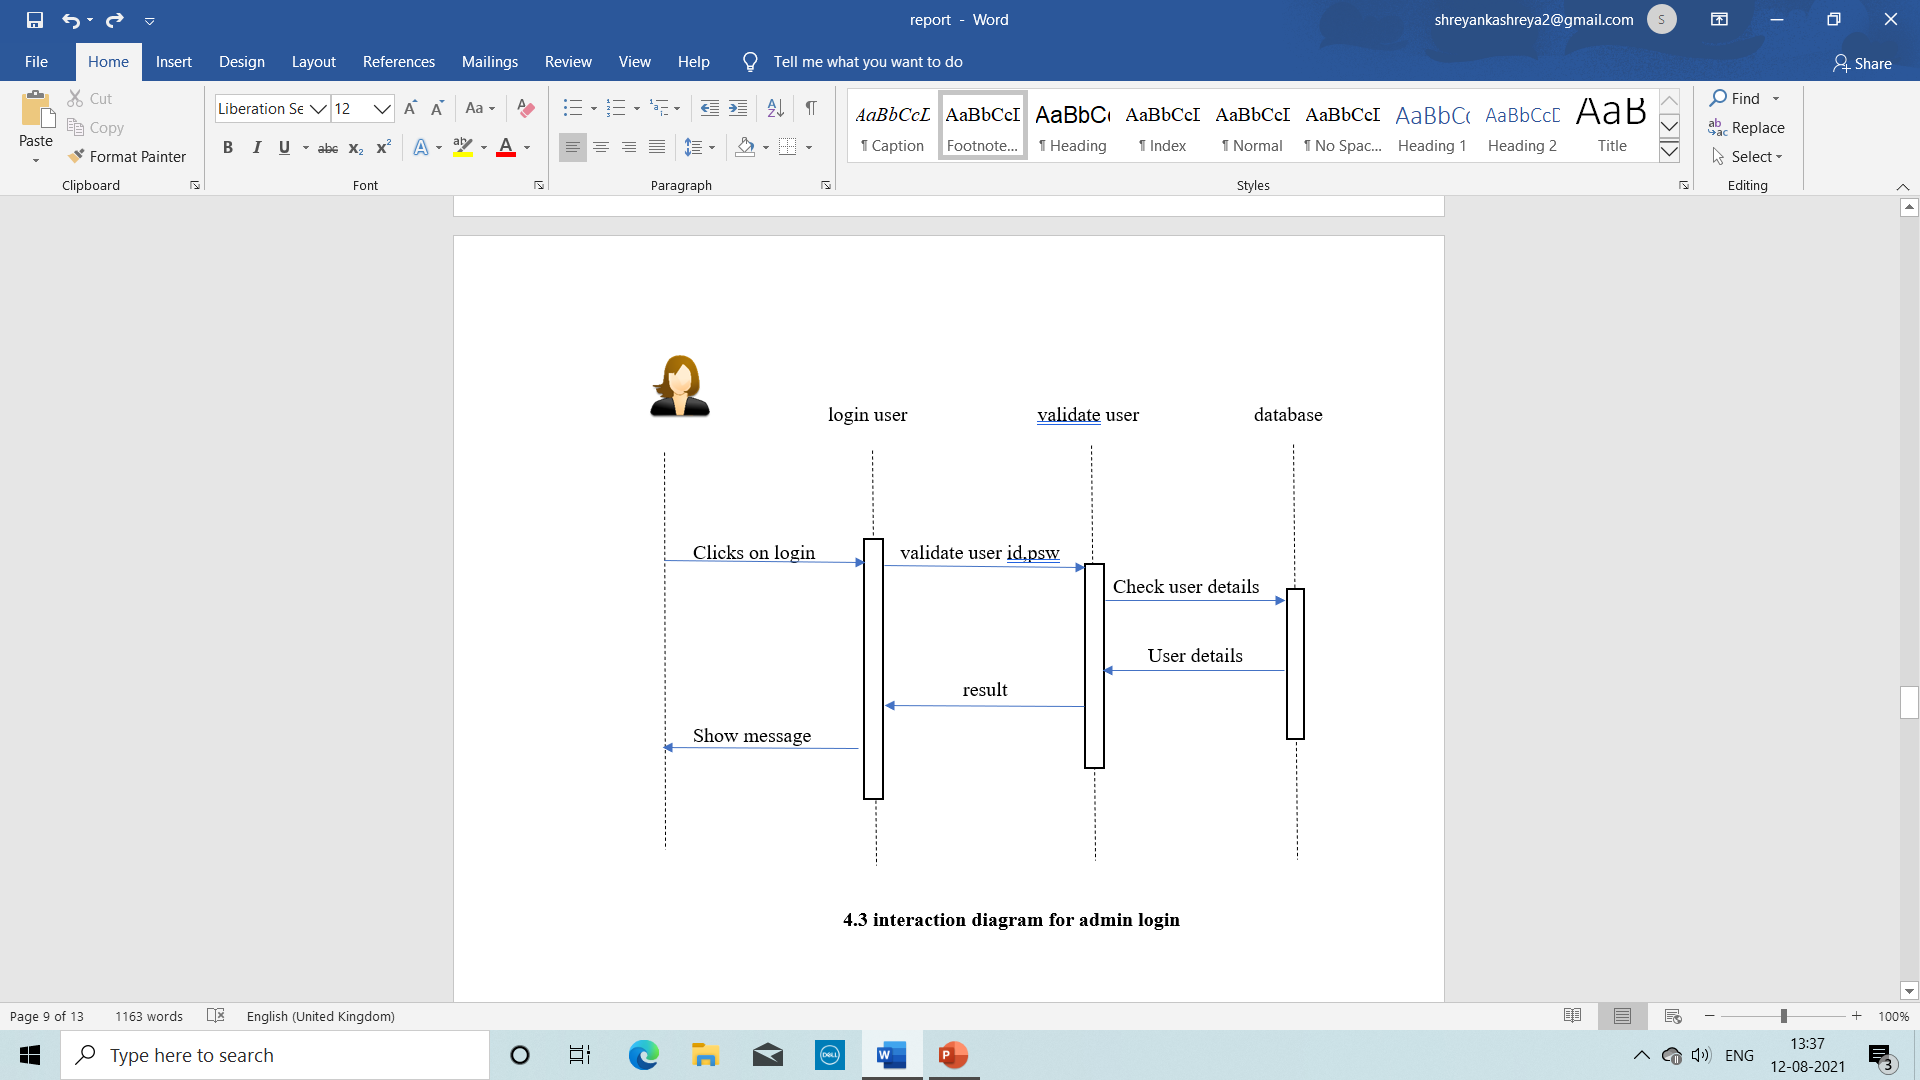 report - Word
shreyankashreya2@gmail.com
S
File Home Insert Design Layout References Mailings Review View Help Tell me what you want to do
Share
Paste
Cut
Copy
Format Painter
Clipboard
Liberation Se 12
Font
Paragraph
AaBbCcI AaBbCcI AaBbC AaBbCcI AaBbCcI AaBbCcI AaBbC AaBbCcD AaB
¶ Caption Footnote... ¶ Heading ¶ Index ¶ Normal ¶ No Spac... Heading 1 Heading 2 Title
Styles
Find
Replace
Select
Editing
login user validate user database
Clicks on login validate user id,psw
Check user details
User details
result
Show message
4.3 interaction diagram for admin login
Page 9 of 13 1163 words English (United Kingdom)
100%
Type here to search
DELL
W
P
ENG
13:37
12-08-2021
3